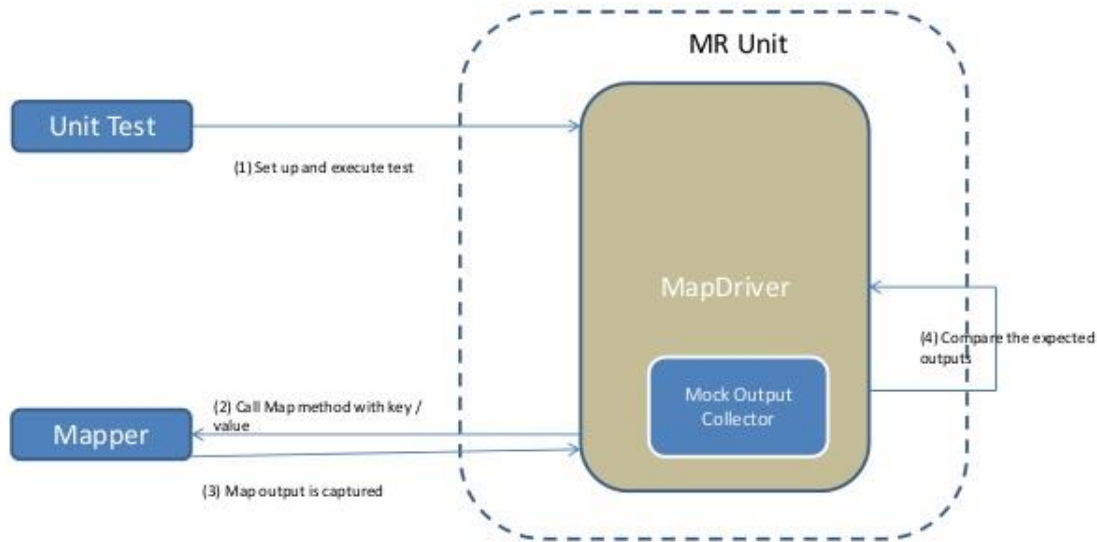 MR Unit
Unit Test
(1) Set up and execute test
MapDriver
(4) Compare the expected
outputs
Mock Output
Collector
(2) Call Map method with key /
value
Mapper
(3) Map output is captured